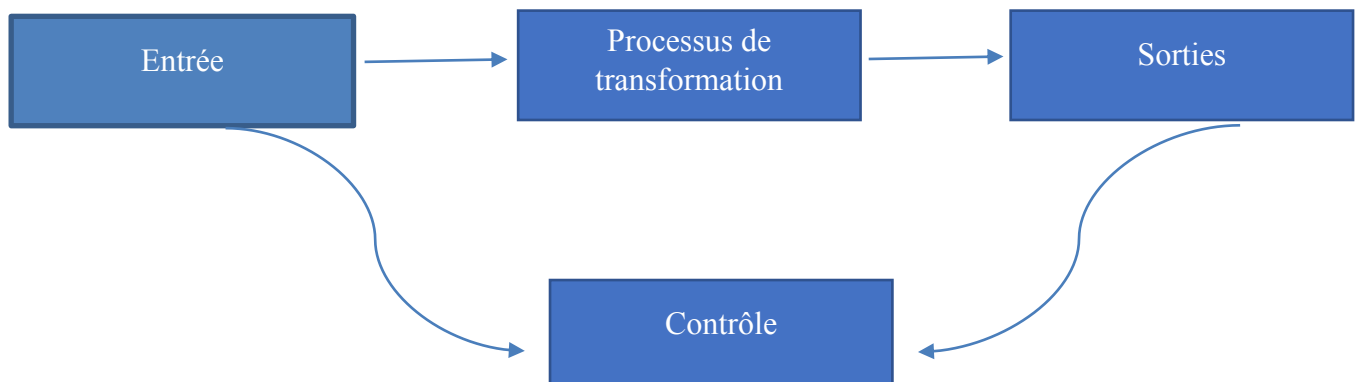 Entrée
Processus de
transformation
Sorties
Contrôle